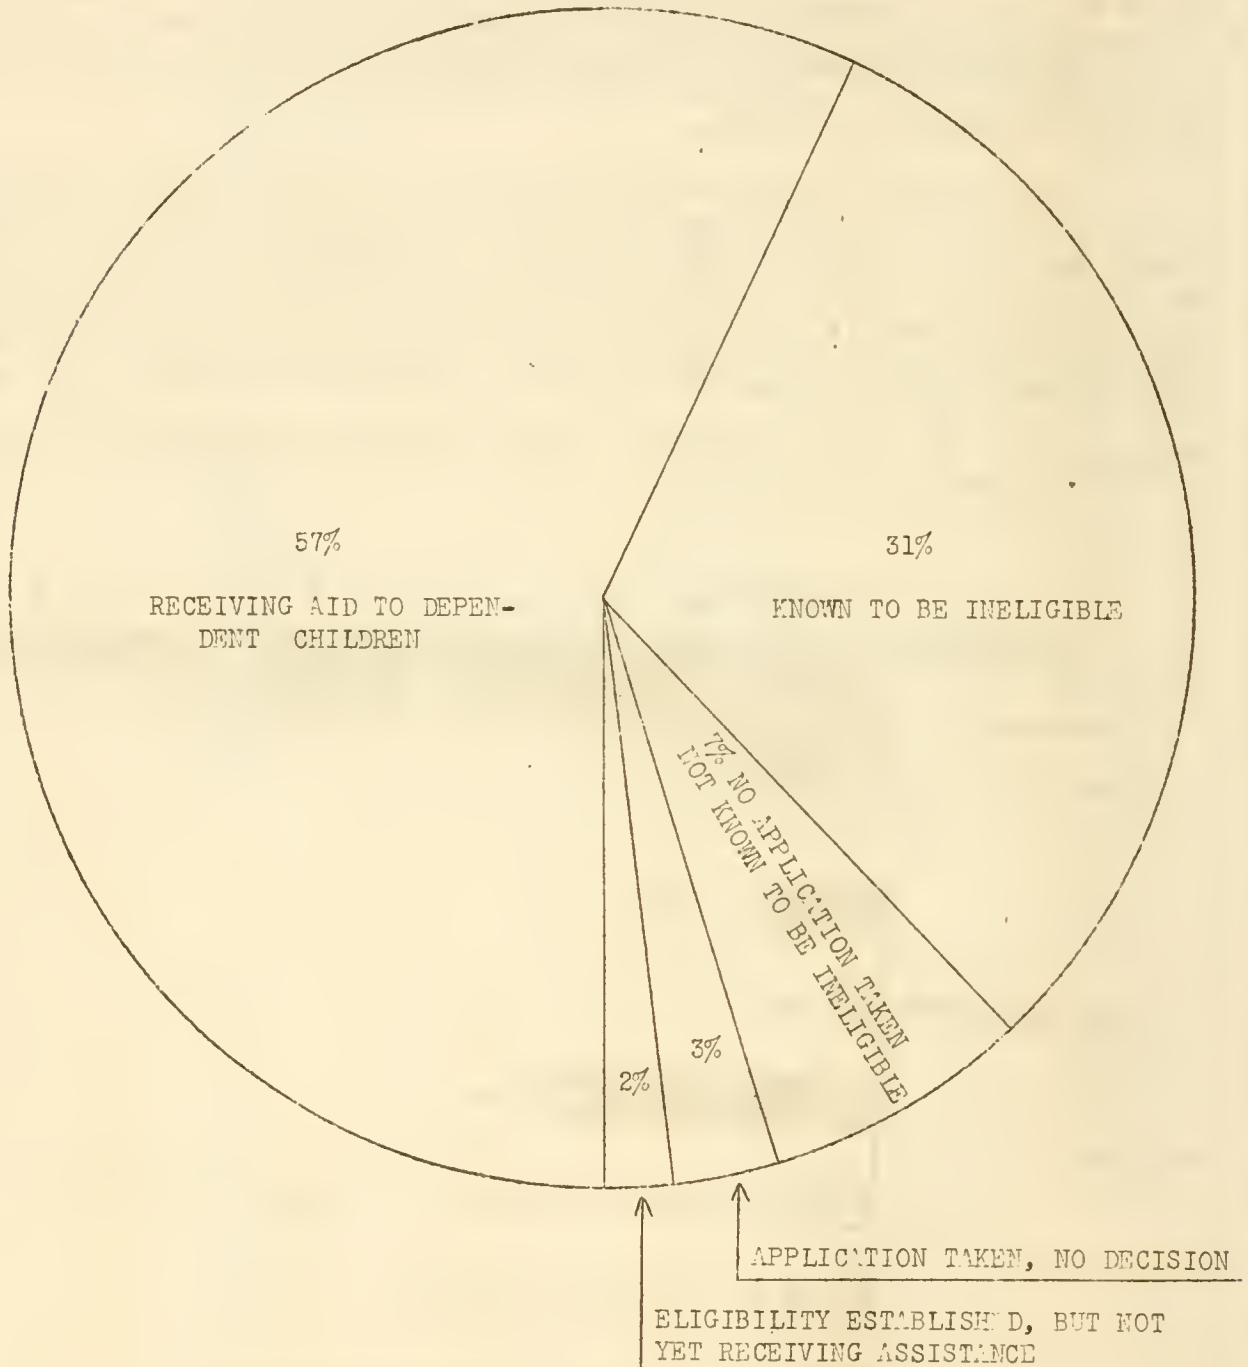 57%
RECEIVING AID TO DEPEN-
DENT CHILDREN
31%
KNOWN TO BE INELIGIBLE
7% NO APPLICATION TAKEN
NOT KNOWN TO BE INELIGIBLE
3%
2%
APPLICATION TAKEN, NO DECISION
ELIGIBILITY ESTABLISHED, BUT NOT
YET RECEIVING ASSISTANCE